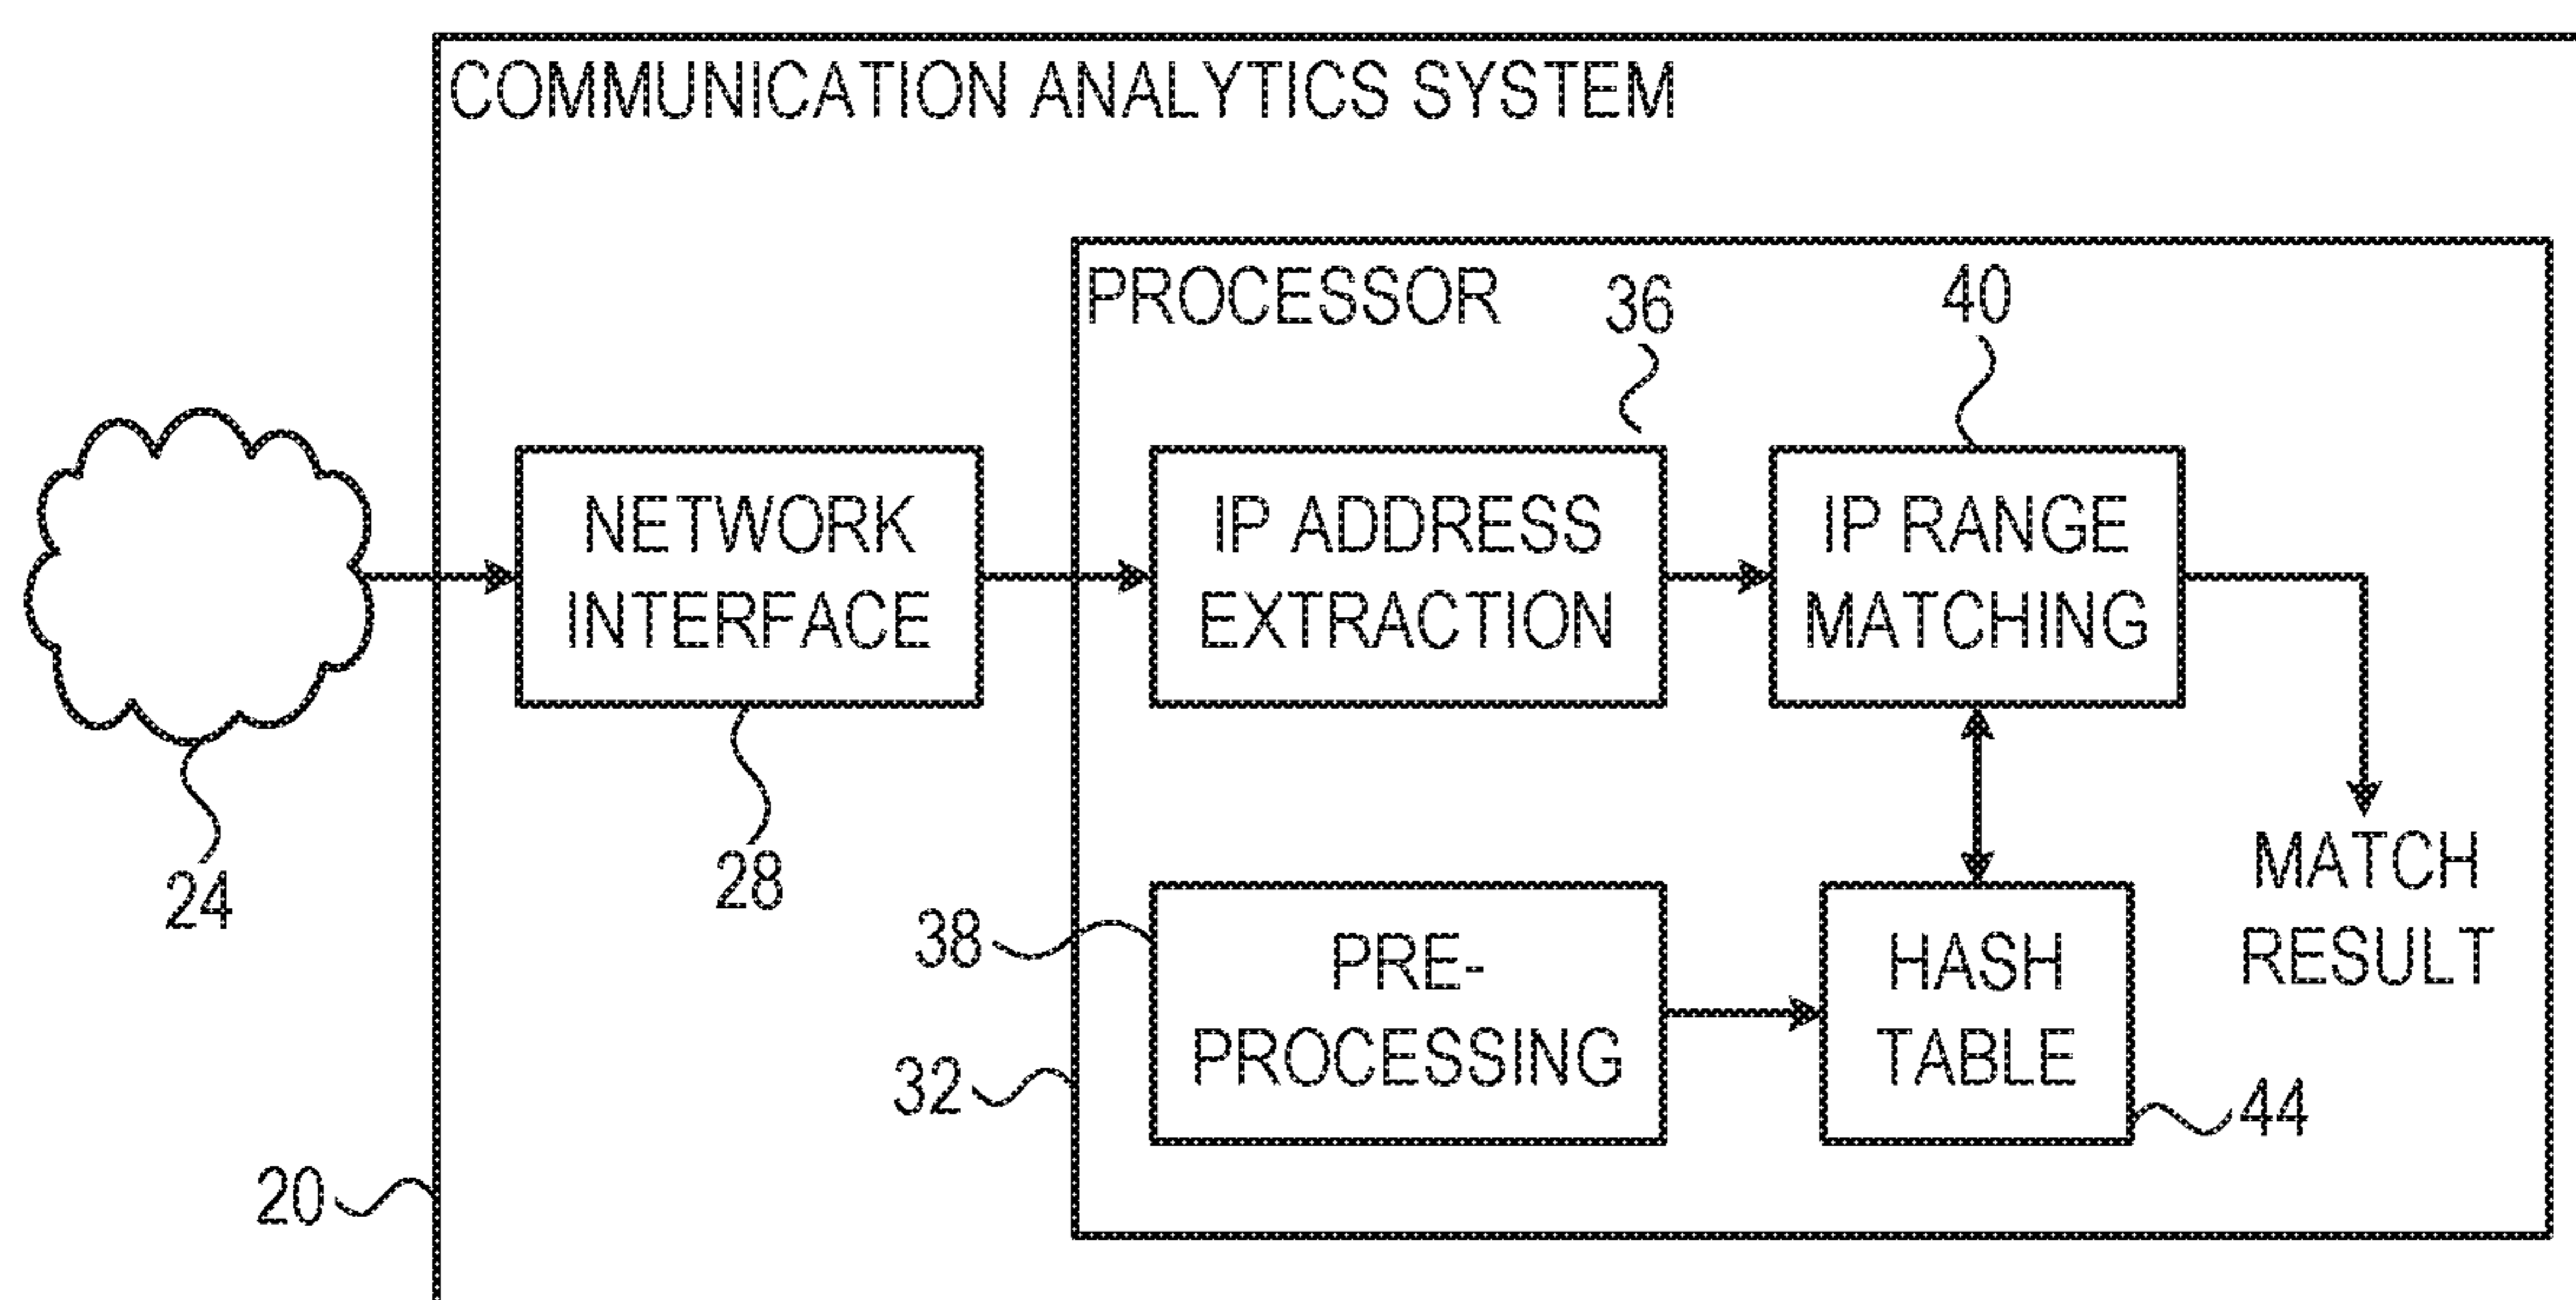 COMMUNICATION ANALYTICS SYSTEM
PROCESSOR
36
40
NETWORK
INTERFACE
IP ADDRESS
EXTRACTION
IP RANGE
MATCHING
24
28
38
PRE-
PROCESSING
HASH
TABLE
MATCH
RESULT
32
44
20